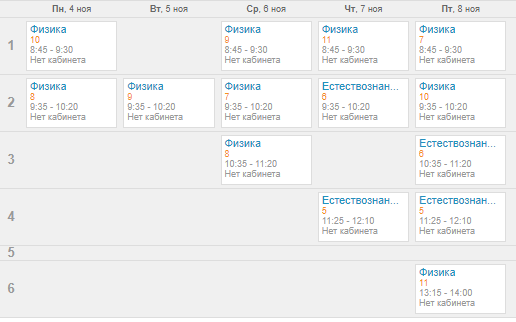 Пн, 4 ноя
Вт, 5 ноя
Ср, 6 ноя
Чт, 7 ноя
Пт, 8 ноя
1
Физика
10
8:45 - 9:30
Нет кабинета
Физика
9
8:45 - 9:30
Нет кабинета
Физика
11
8:45 - 9:30
Нет кабинета
Физика
7
8:45 - 9:30
Нет кабинета
2
Физика
8
9:35 - 10:20
Нет кабинета
Физика
9
9:35 - 10:20
Нет кабинета
Физика
7
9:35 - 10:20
Нет кабинета
Естествознан...
6
9:35 - 10:20
Нет кабинета
Физика
10
9:35 - 10:20
Нет кабинета
3
Физика
8
10:35 - 11:20
Нет кабинета
Естествознан...
6
10:35 - 11:20
Нет кабинета
4
Естествознан...
5
11:25 - 12:10
Нет кабинета
Естествознан...
5
11:25 - 12:10
Нет кабинета
5
6
Физика
11
13:15 - 14:00
Нет кабинета